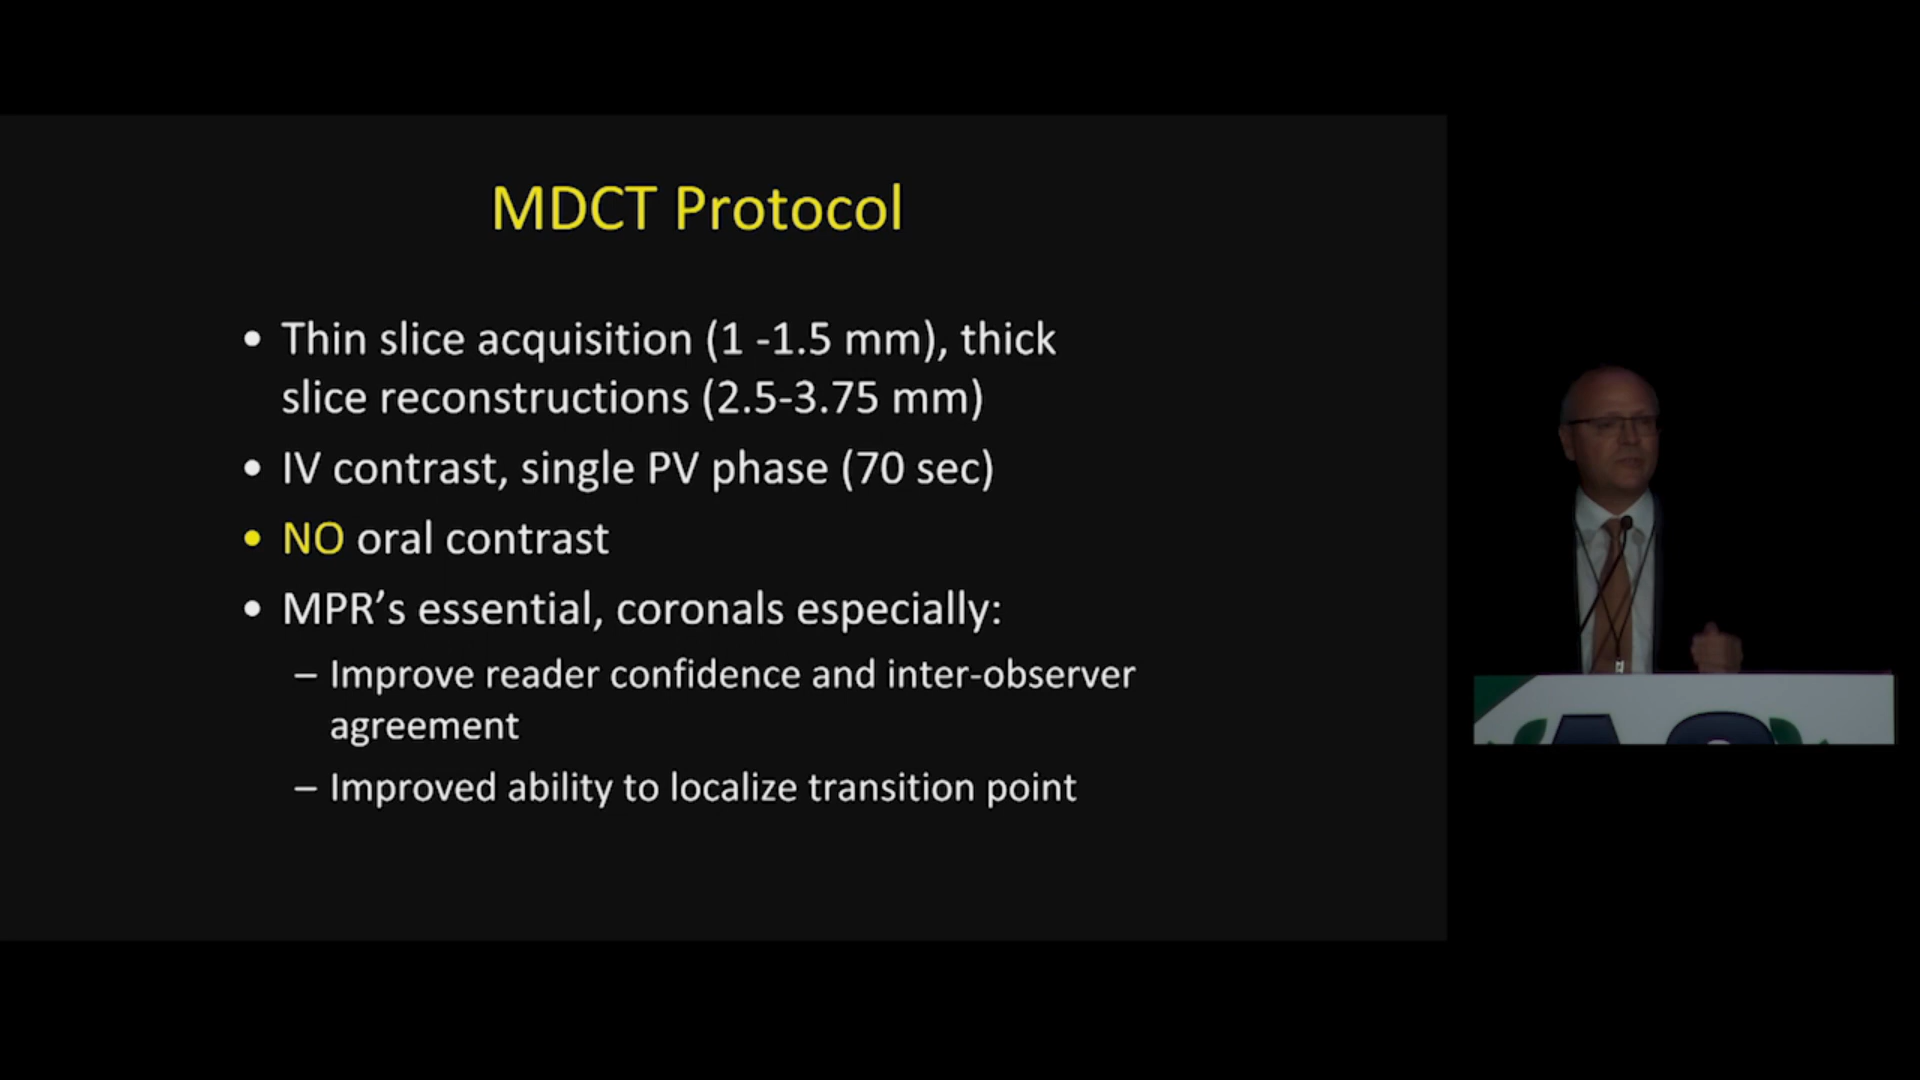 MDCT Protocol
• Thin slice acquisition (1 -1.5 mm), thick
slice reconstructions (2.5-3.75 mm)
• IV contrast, single PV phase (70 sec)
• NO oral contrast
• MPR’s essential, coronals especially:
– Improve reader confidence and inter-observer
agreement
– Improved ability to localize transition point